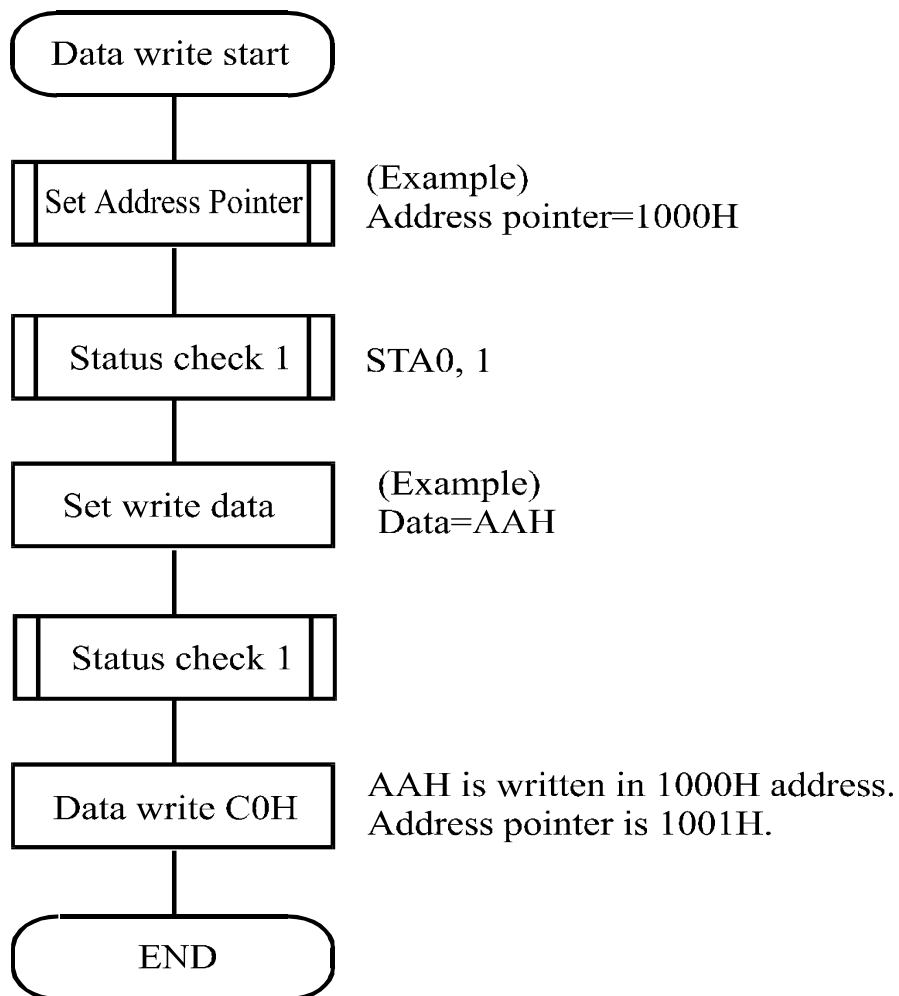 Data write start
Set Address Pointer
(Example)
Address pointer=1000H
Status check 1
STA0, 1
Set write data
(Example)
Data=AAH
Status check 1
Data write C0H
AAH is written in 1000H address.
Address pointer is 1001H.
END